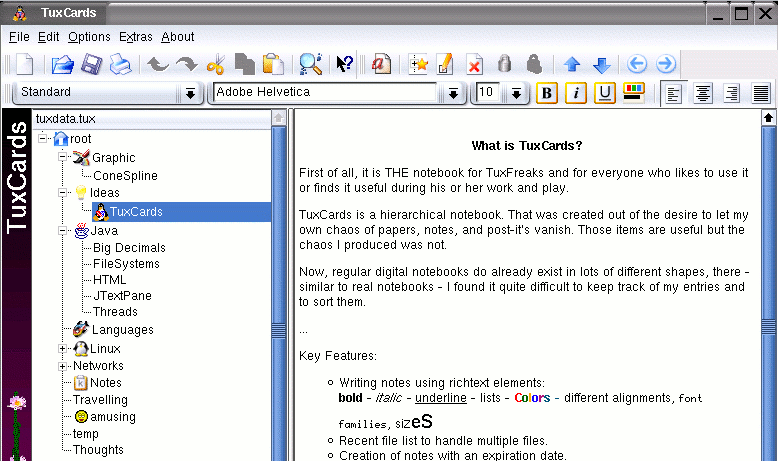 TuxCards
File Edit Options Extras About
Standard Adobe Helvetica 10 B i U
TuxCards
tuxdata.tux
root
Graphic
ConeSpline
Ideas
TuxCards
Java
Big Decimals
FileSystems
HTML
JTextPane
Threads
Languages
Linux
Networks
Notes
Travelling
amusing
temp
Thoughts
What is TuxCards?
First of all, it is THE notebook for TuxFreaks and for everyone who likes to use it
or finds it useful during his or her work and play.
TuxCards is a hierarchical notebook. That was created out of the desire to let my
own chaos of papers, notes, and post-it's vanish. Those items are useful but the
chaos I produced was not.
Now, regular digital notebooks do already exist in lots of different shapes, there -
similar to real notebooks - I found it quite difficult to keep track of my entries and
to sort them.
...
Key Features:
Writing notes using richtext elements:
bold - italic - underline - lists - Colors - different alignments, font
families, sizeS
Recent file list to handle multiple files.
Creation of notes with an expiration date.